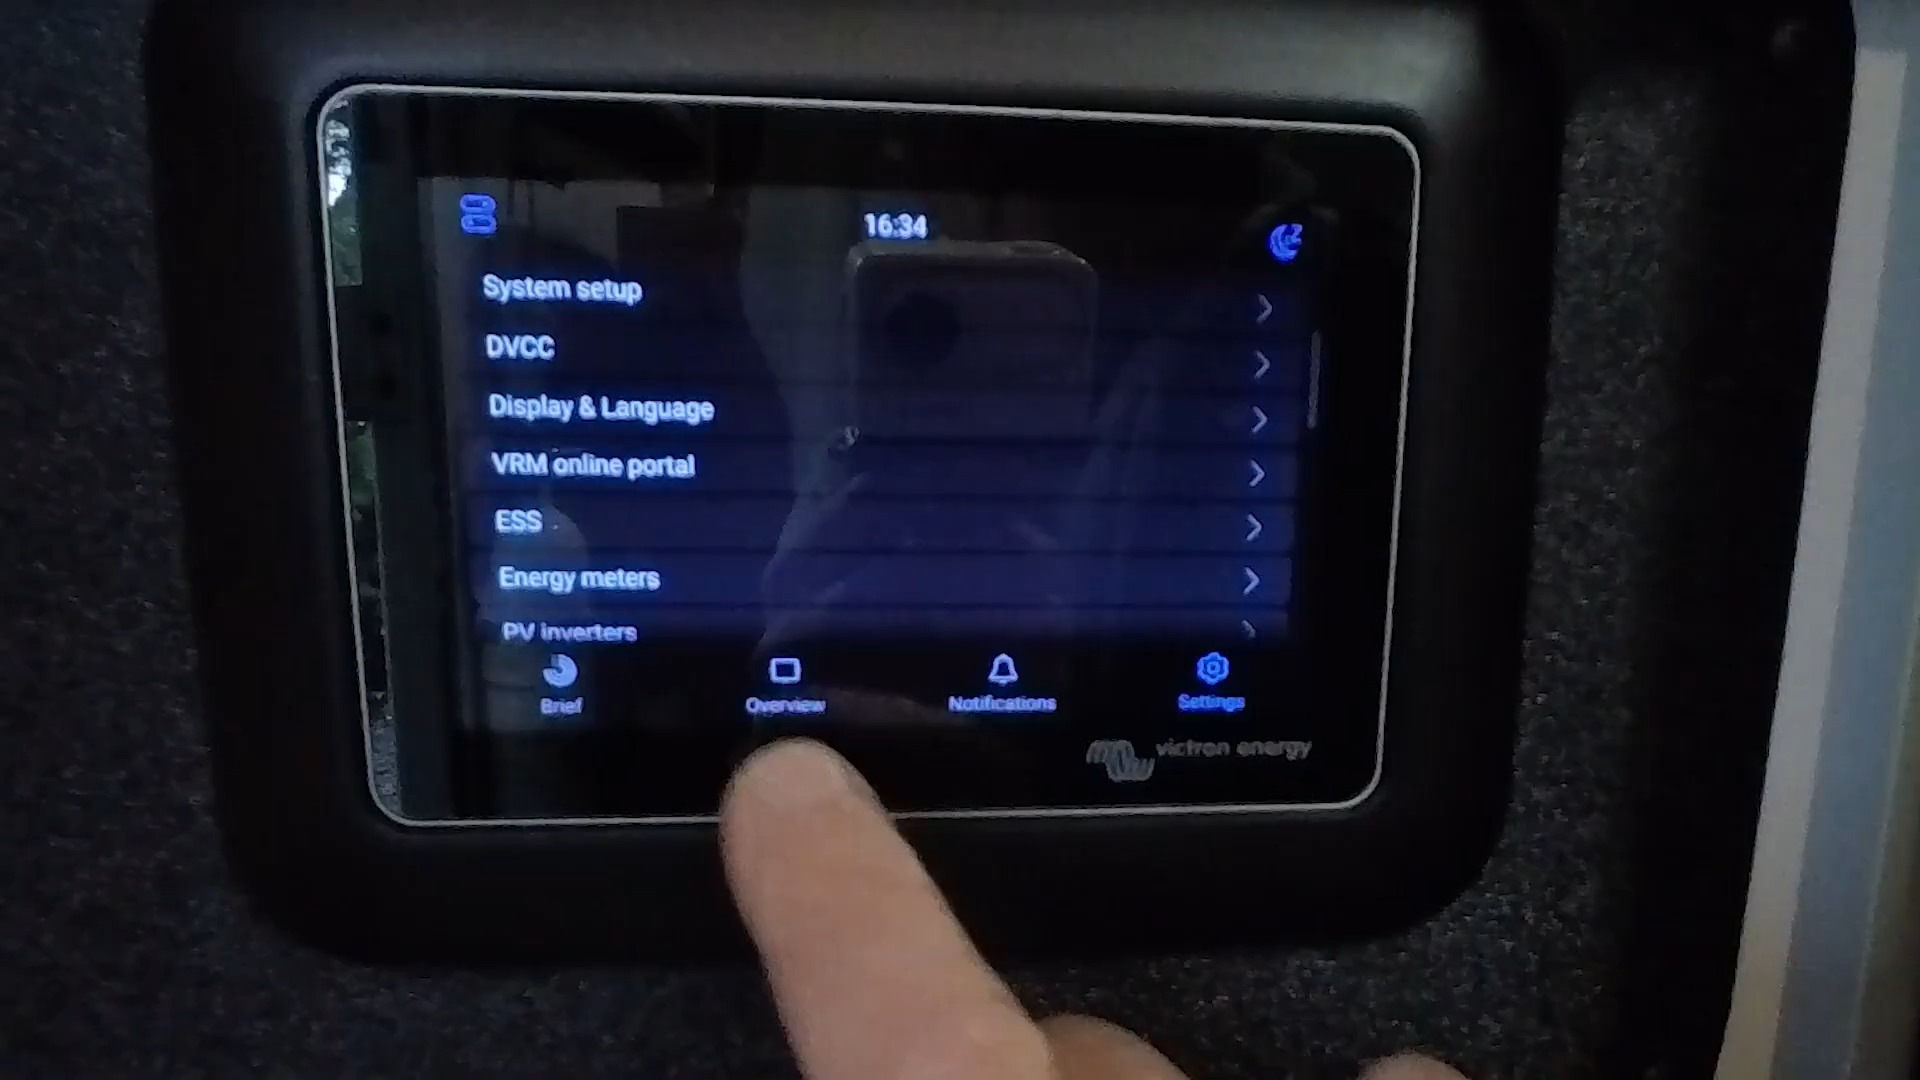 16:34
System setup
DVCC
Display & Language
VRM online portal
ESS
Energy meters
PV inverters
Brief
Overview
Notifications
Settings
victron energy